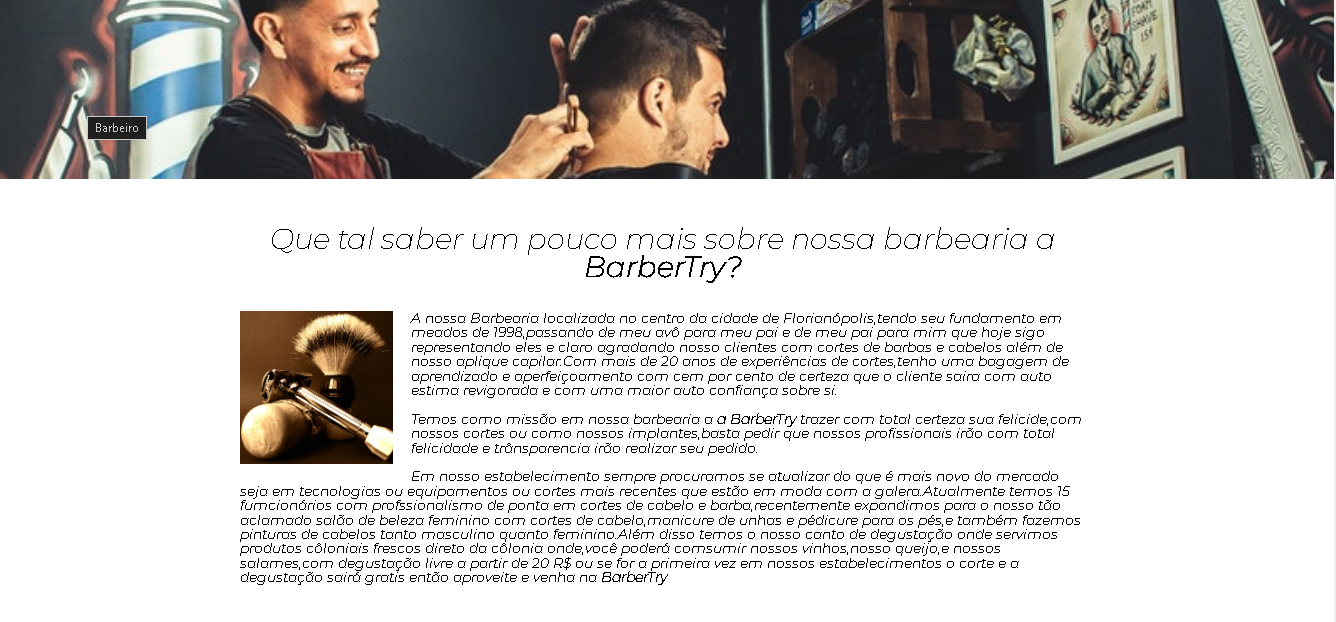 Barbeiro
FOAM
SHAVE
15¢
Que tal saber um pouco mais sobre nossa barbearia a
BarberTry?
A nossa Barbearia localizada no centro da cidade de Florianópolis,tendo seu fundamento em
meados de 1998,passando de meu avô para meu pai e de meu pai para mim que hoje sigo
representando eles e claro agradando nosso clientes com cortes de barbas e cabelos além de
nosso aplique capilar.Com mais de 20 anos de experiências de cortes,tenho uma bagagem de
aprendizado e aperfeiçoamento com cem por cento de certeza que o cliente saira com auto
estima revigorada e com uma maior auto confiança sobre si.
Temos como missão em nossa barbearia a a BarberTry trazer com total certeza sua felicide,com
nossos cortes ou como nossos implantes,basta pedir que nossos profissionais irão com total
felicidade e trânsparencia irão realizar seu pedido.
Em nosso estabelecimento sempre procuramos se atualizar do que é mais novo do mercado
seja em tecnologias ou equipamentos ou cortes mais recentes que estão em moda com a galera.Atualmente temos 15
fumcionários com profssionalismo de ponta em cortes de cabelo e barba,recentemente expandimos para o nosso tão
aclamado salão de beleza feminino com cortes de cabelo,manicure de unhas e pédicure para os pés,e também fazemos
pinturas de cabelos tanto masculino quanto feminino.Além disso temos o nosso canto de degustação onde servimos
produtos côloniais frescos direto da côlonia onde,você poderá comsumir nossos vinhos,nosso queijo,e nossos
salames,com degustação livre a partir de 20 R$ ou se for a primeira vez em nossos estabelecimentos o corte e a
degustação sairá gratis então aproveite e venha na BarberTry